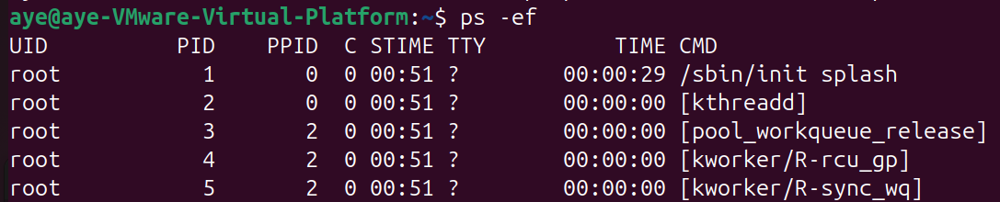 aye@aye-VMware-Virtual-Platform:~$ ps -ef
UID          PID    PPID  C STIME TTY          TIME CMD
root           1       0  0 00:51 ?        00:00:29 /sbin/init splash
root           2       0  0 00:51 ?        00:00:00 [kthreadd]
root           3       2  0 00:51 ?        00:00:00 [pool_workqueue_release]
root           4       2  0 00:51 ?        00:00:00 [kworker/R-rcu_gp]
root           5       2  0 00:51 ?        00:00:00 [kworker/R-sync_wq]